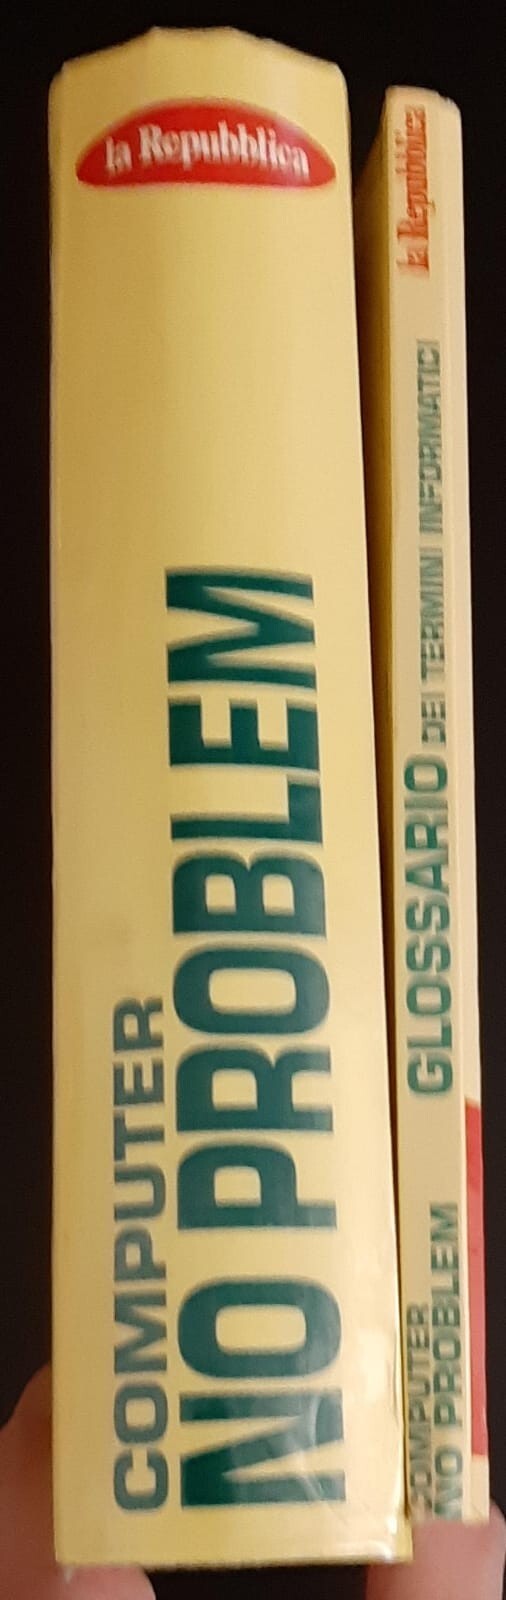 la Repubblica
COMPUTER
NO PROBLEM
la Repubblica
GLOSSARIO DEI TERMINI INFORMATICI
COMPUTER
NO PROBLEM